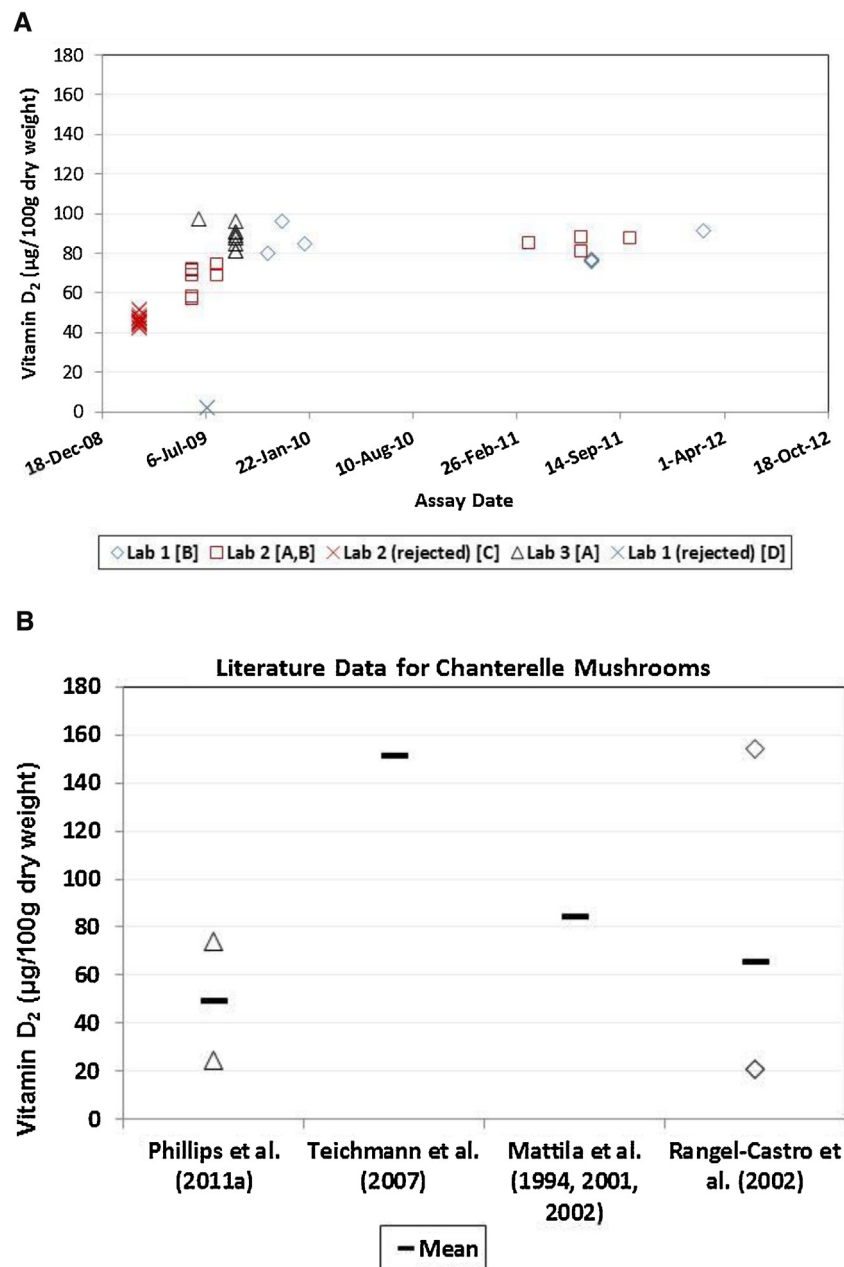 A
180
160
140
120
100
80
60
40
20
0
Vitamin D2 (µg/100g dry weight)
18-Dec-08
6-Jul-09
22-Jan-10
10-Aug-10
26-Feb-11
14-Sep-11
1-Apr-12
18-Oct-12
Assay Date
Lab 1 [B] Lab 2 [A,B] Lab 2 (rejected) [C] Lab 3 [A] Lab 1 (rejected) [D]
B
Literature Data for Chanterelle Mushrooms
180
160
140
120
100
80
60
40
20
0
Vitamin D2 (µg/100g dry weight)
Phillips et al.
(2011a)
Teichmann et al.
(2007)
Mattila et al.
(1994, 2001,
2002)
Rangel-Castro et
al. (2002)
Mean